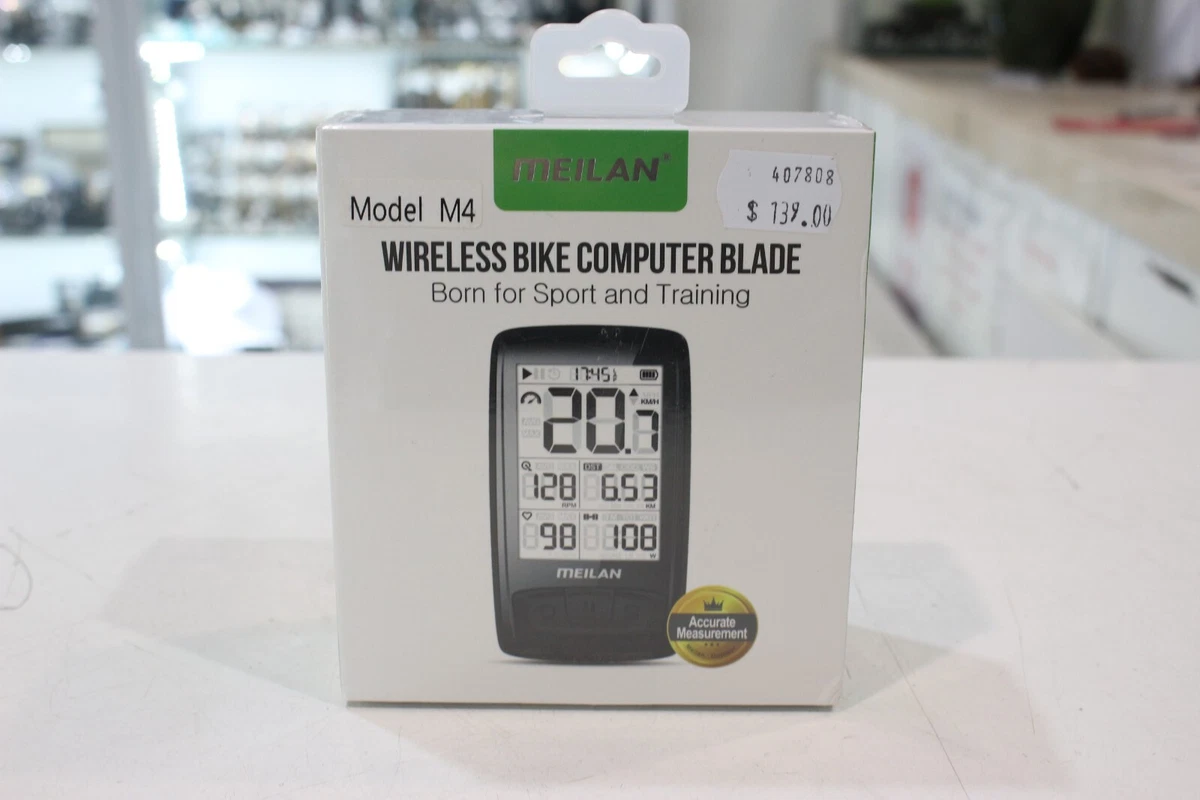 MEILAN®
407808
$ 139.00
Model M4
WIRELESS BIKE COMPUTER BLADE
Born for Sport and Training
17:45
20.7
KM/H
128
RPM
DST
6.53
KM
98
108
W
MEILAN
Accurate
Measurement